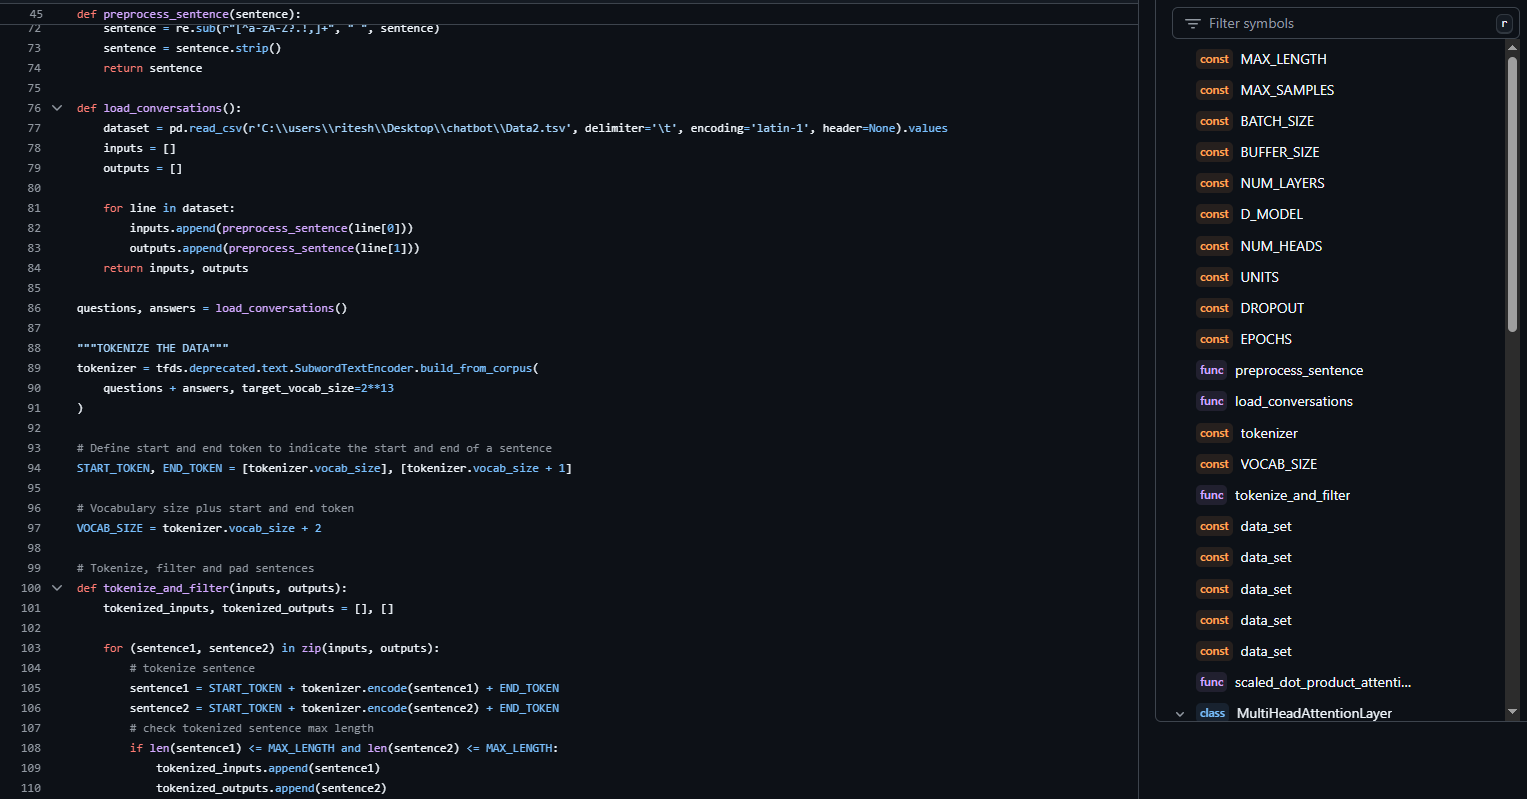 45 def preprocess_sentence(sentence):
72 sentence = re.sub(r"[^a-zA-Z?.!,]+", " ", sentence)
73 sentence = sentence.strip()
74 return sentence
75
76 def load_conversations():
77 dataset = pd.read_csv(r'C:\\users\\ritesh\\Desktop\\chatbot\\Data2.tsv', delimiter='\t', encoding='latin-1', header=None).values
78 inputs = []
79 outputs = []
80
81 for line in dataset:
82 inputs.append(preprocess_sentence(line[0]))
83 outputs.append(preprocess_sentence(line[1]))
84 return inputs, outputs
85
86 questions, answers = load_conversations()
87
88 """TOKENIZE THE DATA"""
89 tokenizer = tfds.deprecated.text.SubwordTextEncoder.build_from_corpus(
90 questions + answers, target_vocab_size=2**13
91 )
92
93 # Define start and end token to indicate the start and end of a sentence
94 START_TOKEN, END_TOKEN = [tokenizer.vocab_size], [tokenizer.vocab_size + 1]
95
96 # Vocabulary size plus start and end token
97 VOCAB_SIZE = tokenizer.vocab_size + 2
98
99 # Tokenize, filter and pad sentences
100 def tokenize_and_filter(inputs, outputs):
101 tokenized_inputs, tokenized_outputs = [], []
102
103 for (sentence1, sentence2) in zip(inputs, outputs):
104 # tokenize sentence
105 sentence1 = START_TOKEN + tokenizer.encode(sentence1) + END_TOKEN
106 sentence2 = START_TOKEN + tokenizer.encode(sentence2) + END_TOKEN
107 # check tokenized sentence max length
108 if len(sentence1) <= MAX_LENGTH and len(sentence2) <= MAX_LENGTH:
109 tokenized_inputs.append(sentence1)
110 tokenized_outputs.append(sentence2)
Filter symbols r
const MAX_LENGTH
const MAX_SAMPLES
const BATCH_SIZE
const BUFFER_SIZE
const NUM_LAYERS
const D_MODEL
const NUM_HEADS
const UNITS
const DROPOUT
const EPOCHS
func preprocess_sentence
func load_conversations
const tokenizer
const VOCAB_SIZE
func tokenize_and_filter
const data_set
const data_set
const data_set
const data_set
const data_set
func scaled_dot_product_attenti...
class MultiHeadAttentionLayer